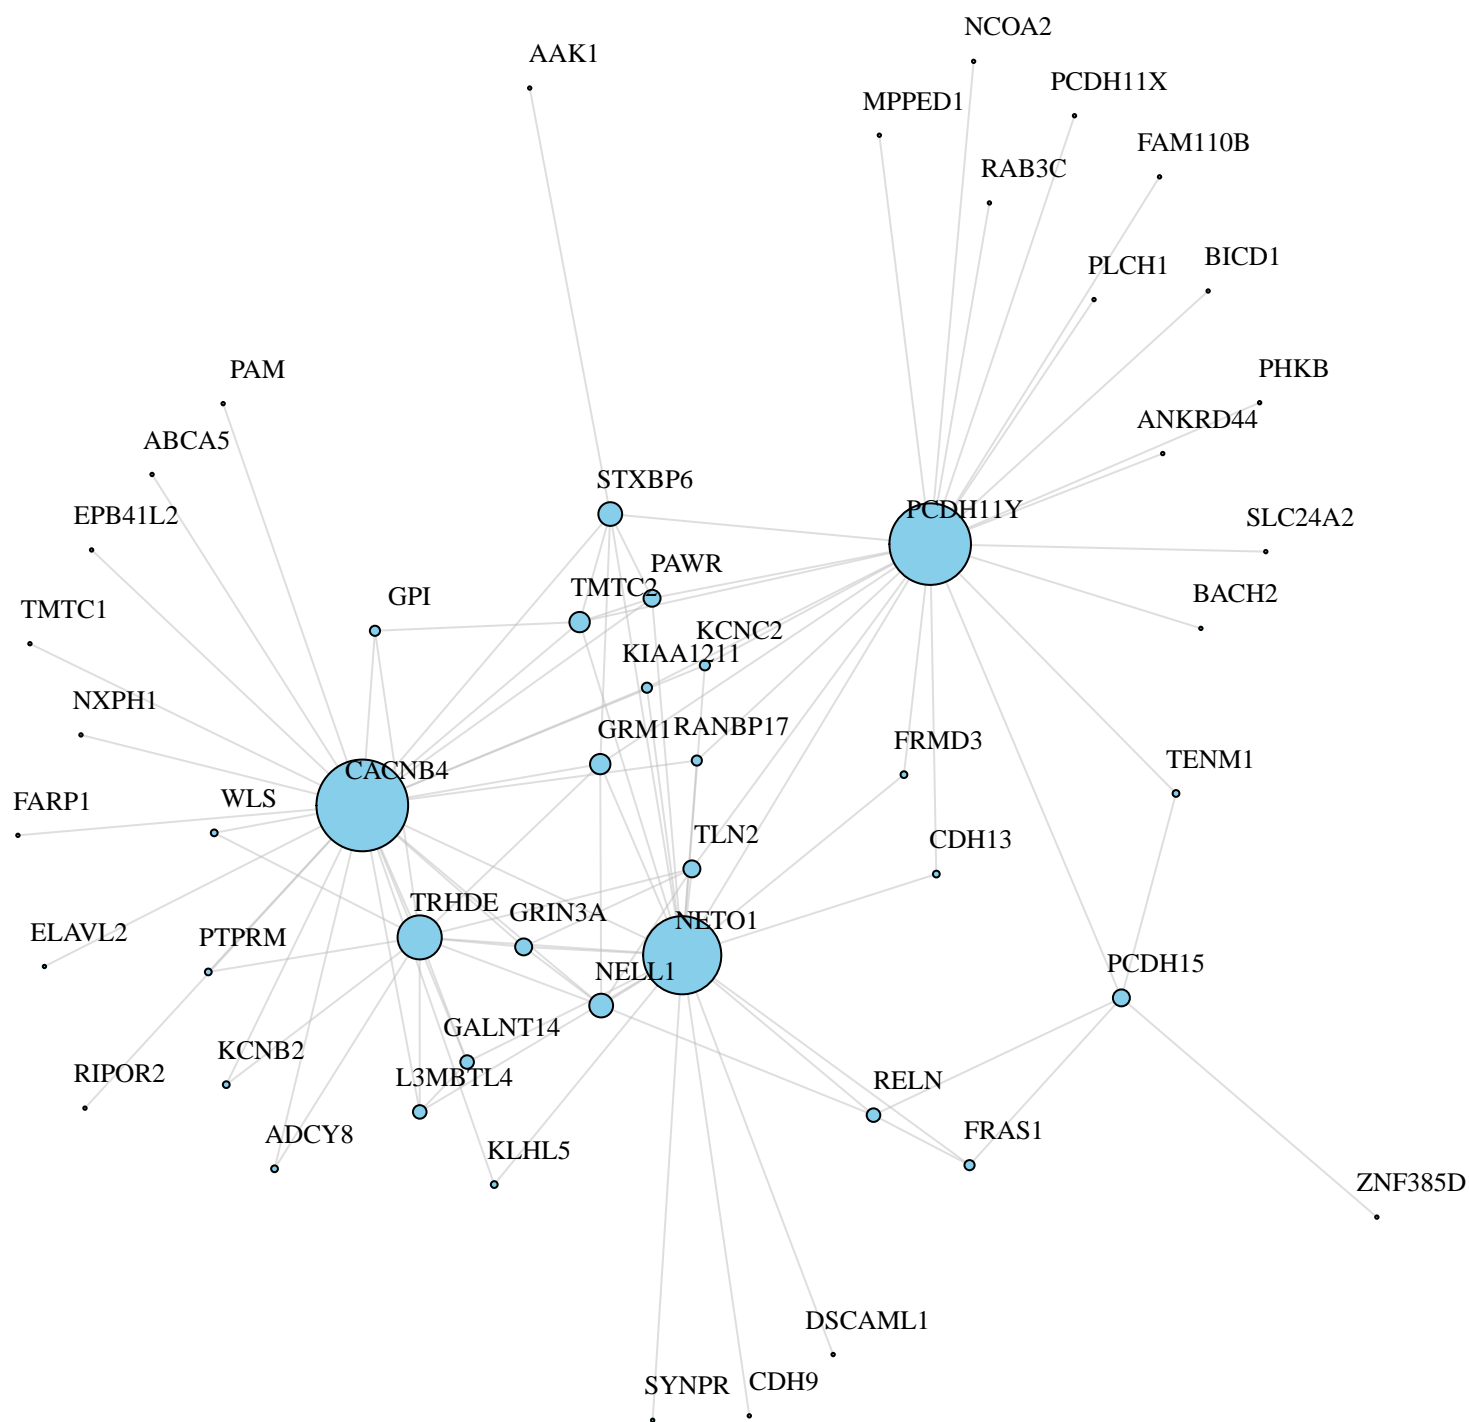 NCOA2
AAK1
PCDH11X
MPPED1
FAM110B
RAB3C
BICD1
PLCH1
PAM
PHKB
ANKRD44
ABCA5
STXBP6
PCDH11Y
EPB41L2
SLC24A2
PAWR
TMTC2
GPI
BACH2
TMTC1
KCNC2
KIAA1211
NXPH1
GRM1
RANBP17
FRMD3
TENM1
CACNB4
FARP1
WLS
TLN2
CDH13
TRHDE
GRIN3A
NETO1
ELAVL2
PTPRM
NELL1
PCDH15
GALNT14
RIPOR2
KCNB2
L3MBTL4
RELN
ADCY8
KLHL5
FRAS1
ZNF385D
DSCAML1
SYNPR
CDH9